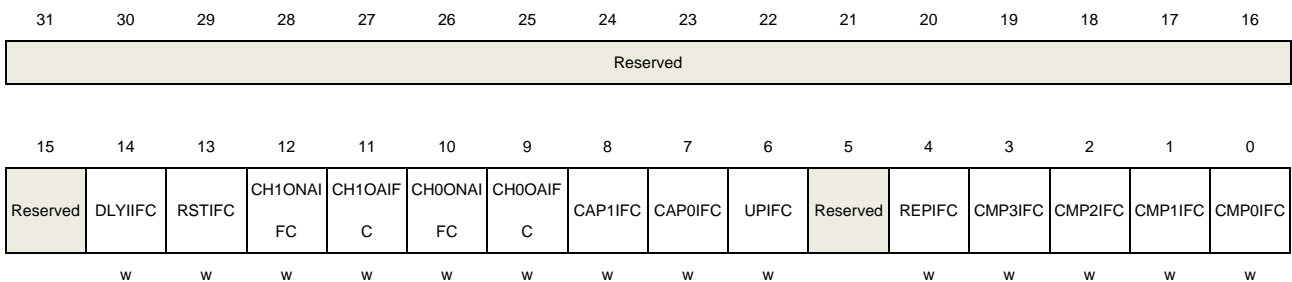 31 30 29 28 27 26 25 24 23 22 21 20 19 18 17 16
Reserved
15 14 13 12 11 10 9 8 7 6 5 4 3 2 1 0
Reserved DLYIIFC RSTIFC CH1ONAI FC CH1OAIF C CH0ONAI FC CH0OAIF C CAP1IFC CAP0IFC UPIFC Reserved REPIFC CMP3IFC CMP2IFC CMP1IFC CMP0IFC
w w w w w w w w w w w w w w